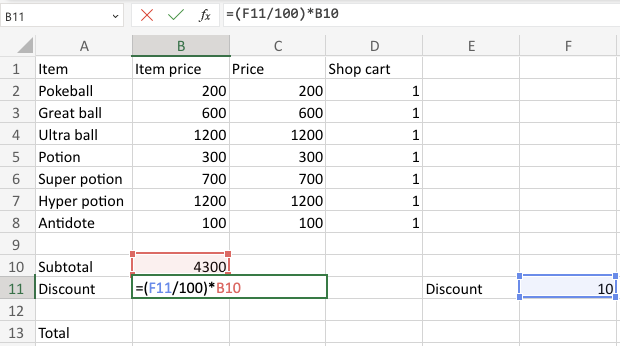 B11 fx =(F11/100)*B10
A B C D E F
1 Item Item price Price Shop cart
2 Pokeball 200 200 1
3 Great ball 600 600 1
4 Ultra ball 1200 1200 1
5 Potion 300 300 1
6 Super potion 700 700 1
7 Hyper potion 1200 1200 1
8 Antidote 100 100 1
9
10 Subtotal 4300
11 Discount =(F11/100)*B10 Discount 10
12
13 Total